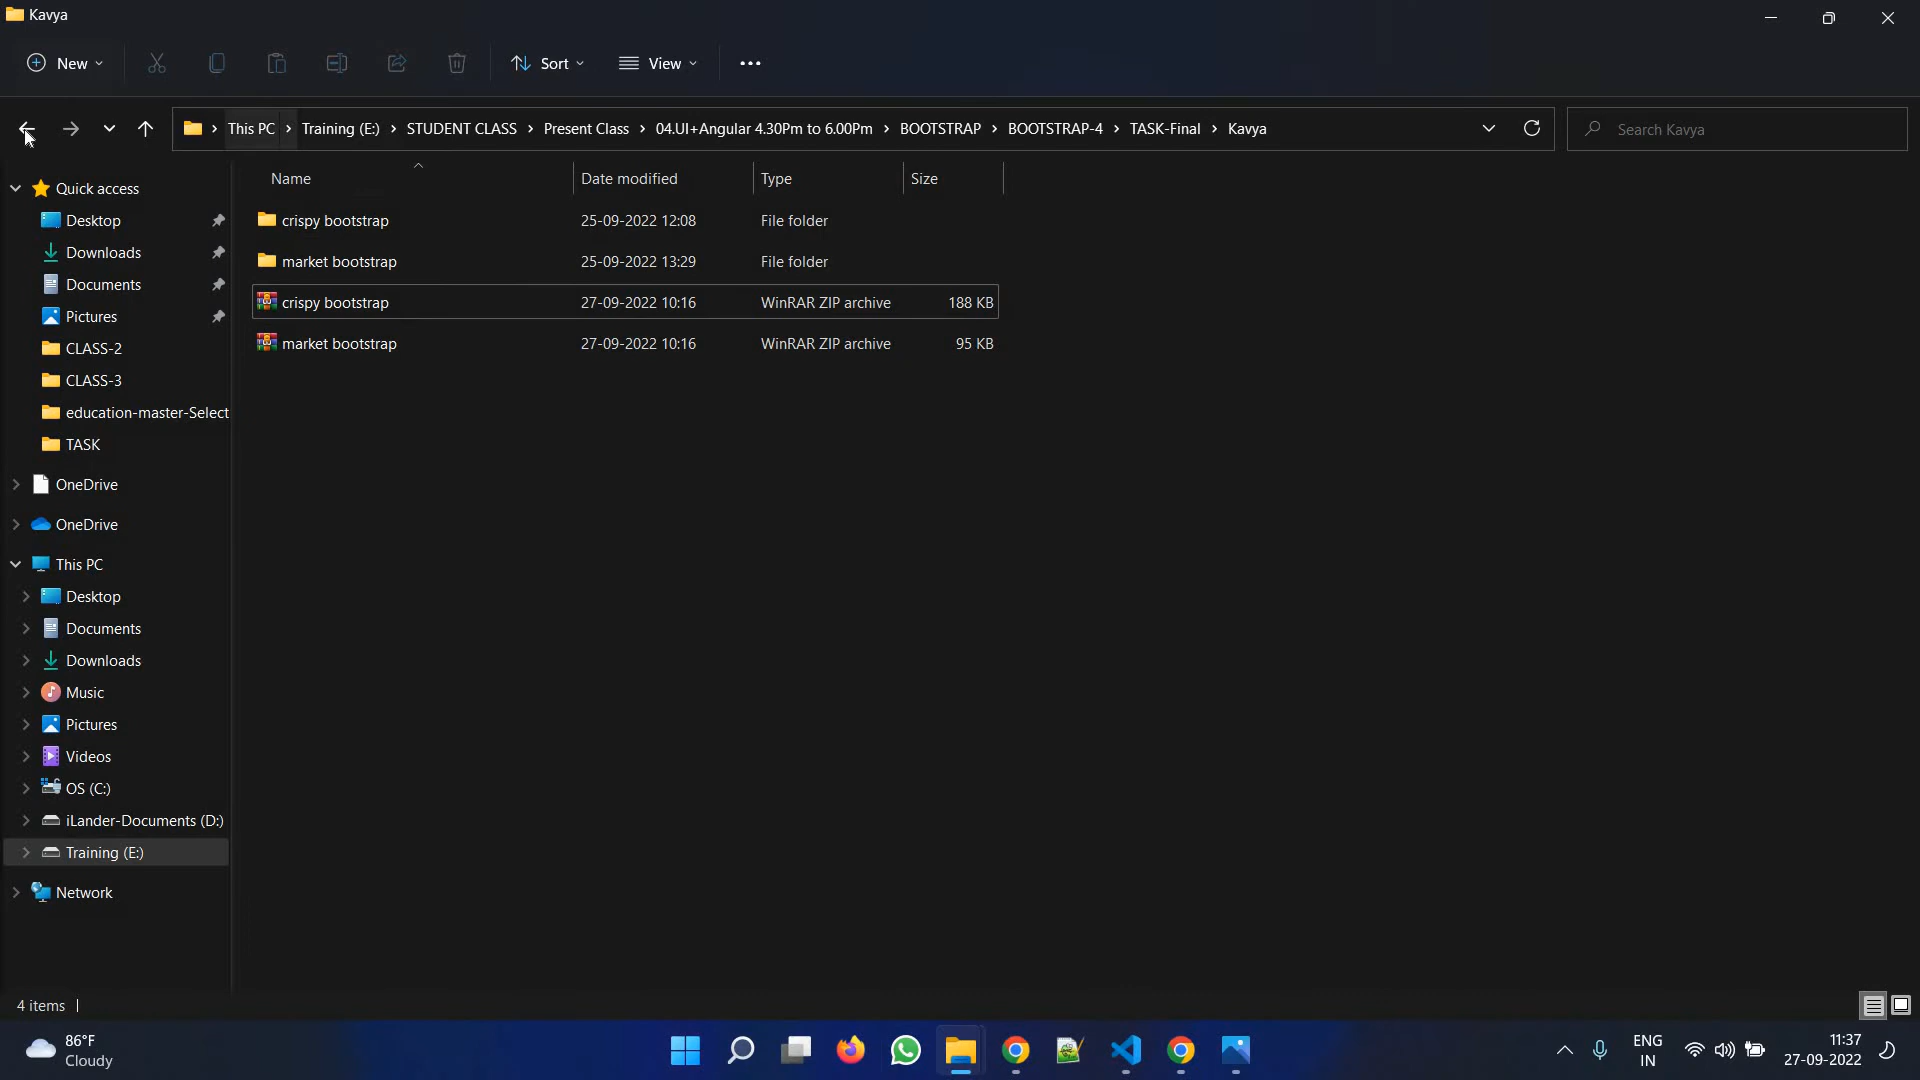 Kavya
New
Sort
View
This PC
Training (E:)
STUDENT CLASS
Present Class
04.UI+Angular 4.30Pm to 6.00Pm
BOOTSTRAP
BOOTSTRAP-4
TASK-Final
Kavya
Search Kavya
Name
Date modified
Type
Size
crispy bootstrap 25-09-2022 12:08 File folder
market bootstrap 25-09-2022 13:29 File folder
crispy bootstrap 27-09-2022 10:16 WinRAR ZIP archive 188 KB
market bootstrap 27-09-2022 10:16 WinRAR ZIP archive 95 KB
Quick access
Desktop
Downloads
Documents
Pictures
CLASS-2
CLASS-3
education-master-Select
TASK
OneDrive
OneDrive
This PC
Desktop
Documents
Downloads
Music
Pictures
Videos
OS (C:)
iLander-Documents (D:)
Training (E:)
Network
4 items
86°F
Cloudy
ENG
IN
11:37
27-09-2022